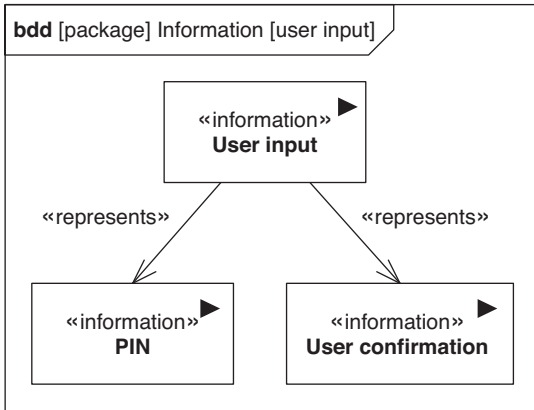 bdd [package] Information [user input]
«information»
User input
«represents» «represents»
«information» «information»
PIN User confirmation